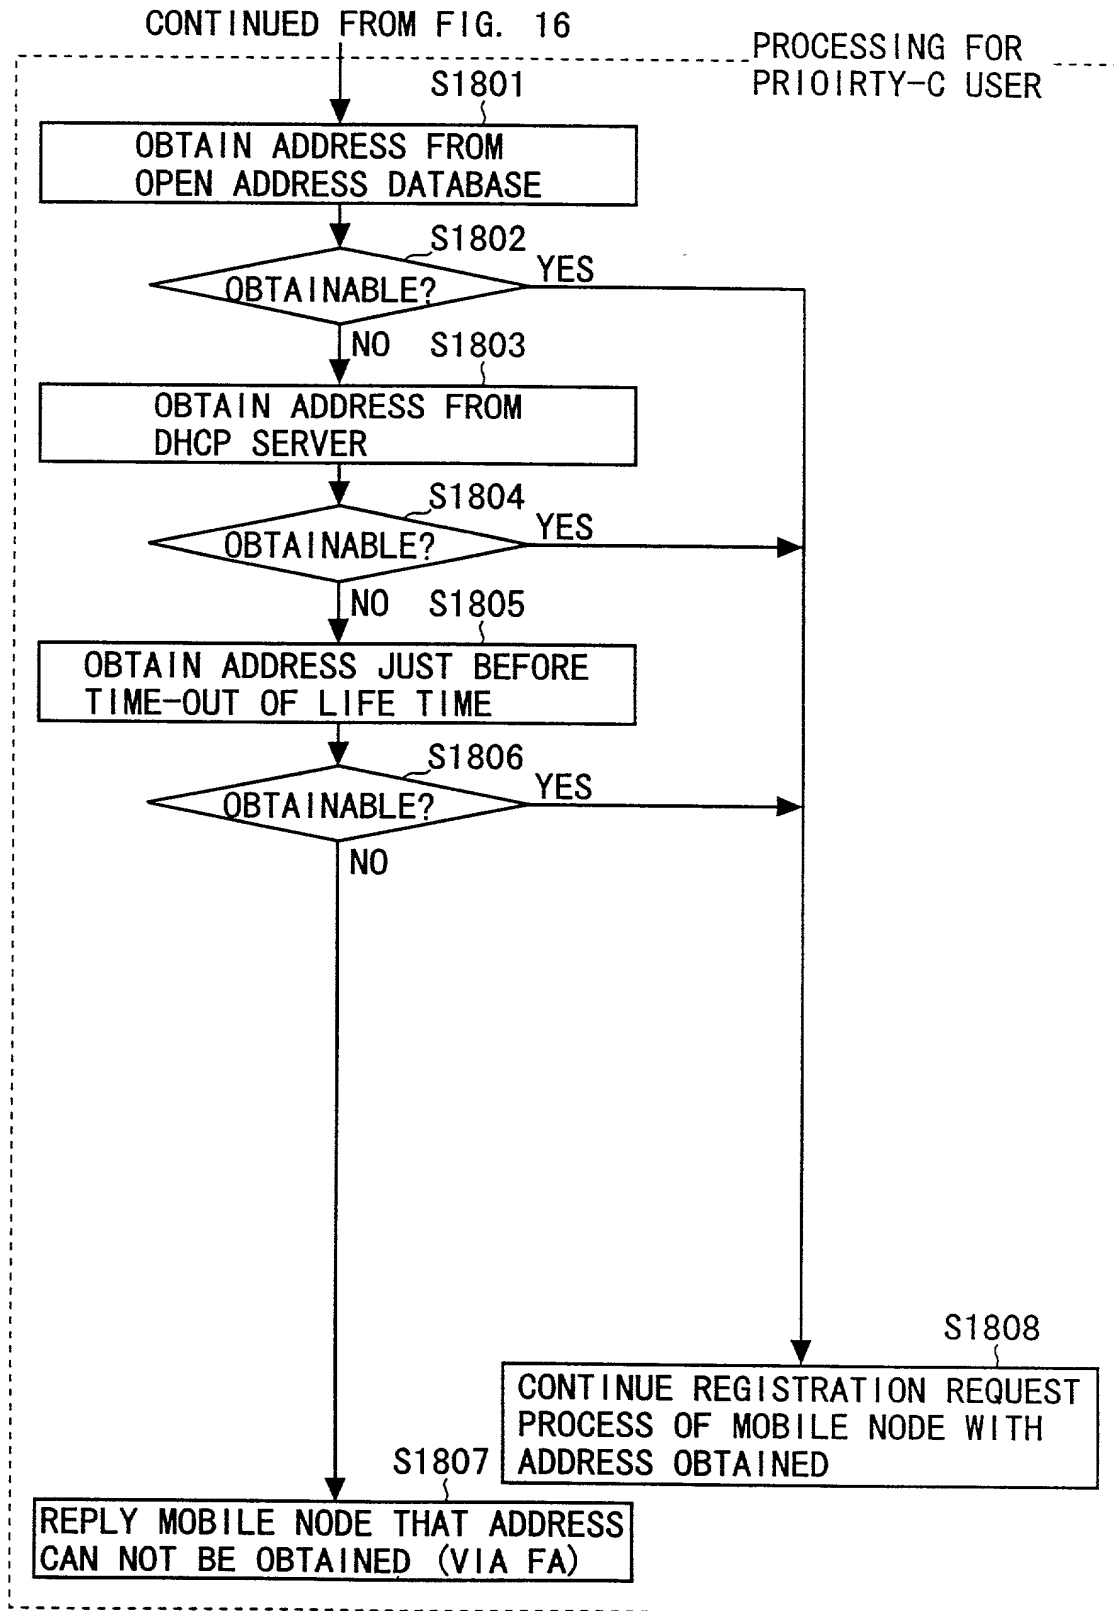 CONTINUED FROM FIG. 16
PROCESSING FOR
PRIOIRTY-C USER
S1801
OBTAIN ADDRESS FROM
OPEN ADDRESS DATABASE
S1802
OBTAINABLE?
YES
NO
S1803
OBTAIN ADDRESS FROM
DHCP SERVER
S1804
OBTAINABLE?
YES
NO
S1805
OBTAIN ADDRESS JUST BEFORE
TIME-OUT OF LIFE TIME
S1806
OBTAINABLE?
YES
NO
S1808
CONTINUE REGISTRATION REQUEST
PROCESS OF MOBILE NODE WITH
ADDRESS OBTAINED
S1807
REPLY MOBILE NODE THAT ADDRESS
CAN NOT BE OBTAINED (VIA FA)